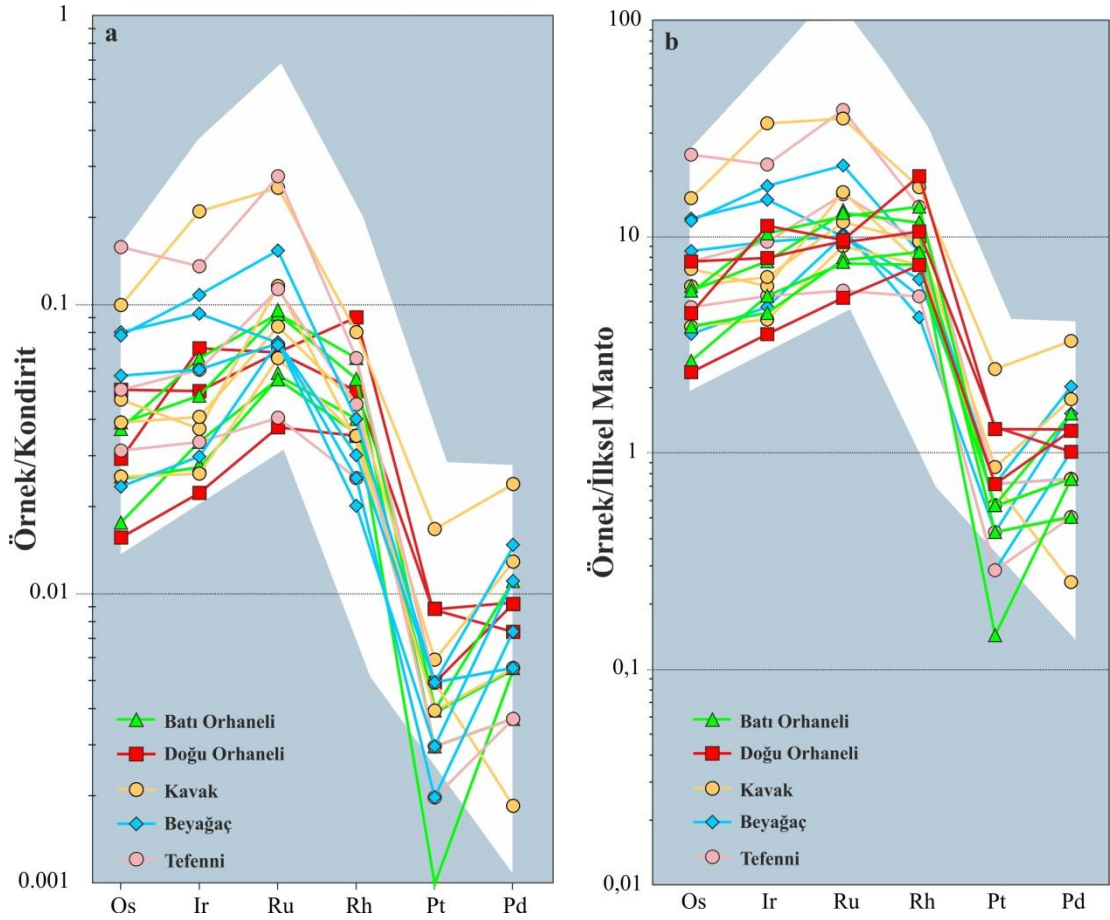 a
Örnek/Kondirit
1
0.1
0.01
0.001
Batı Orhaneli
Doğu Orhaneli
Kavak
Beyağaç
Tefenni
Os Ir Ru Rh Pt Pd
b
Örnek/İlksel Manto
100
10
1
0,1
0,01
Batı Orhaneli
Doğu Orhaneli
Kavak
Beyağaç
Tefenni
Os Ir Ru Rh Pt Pd